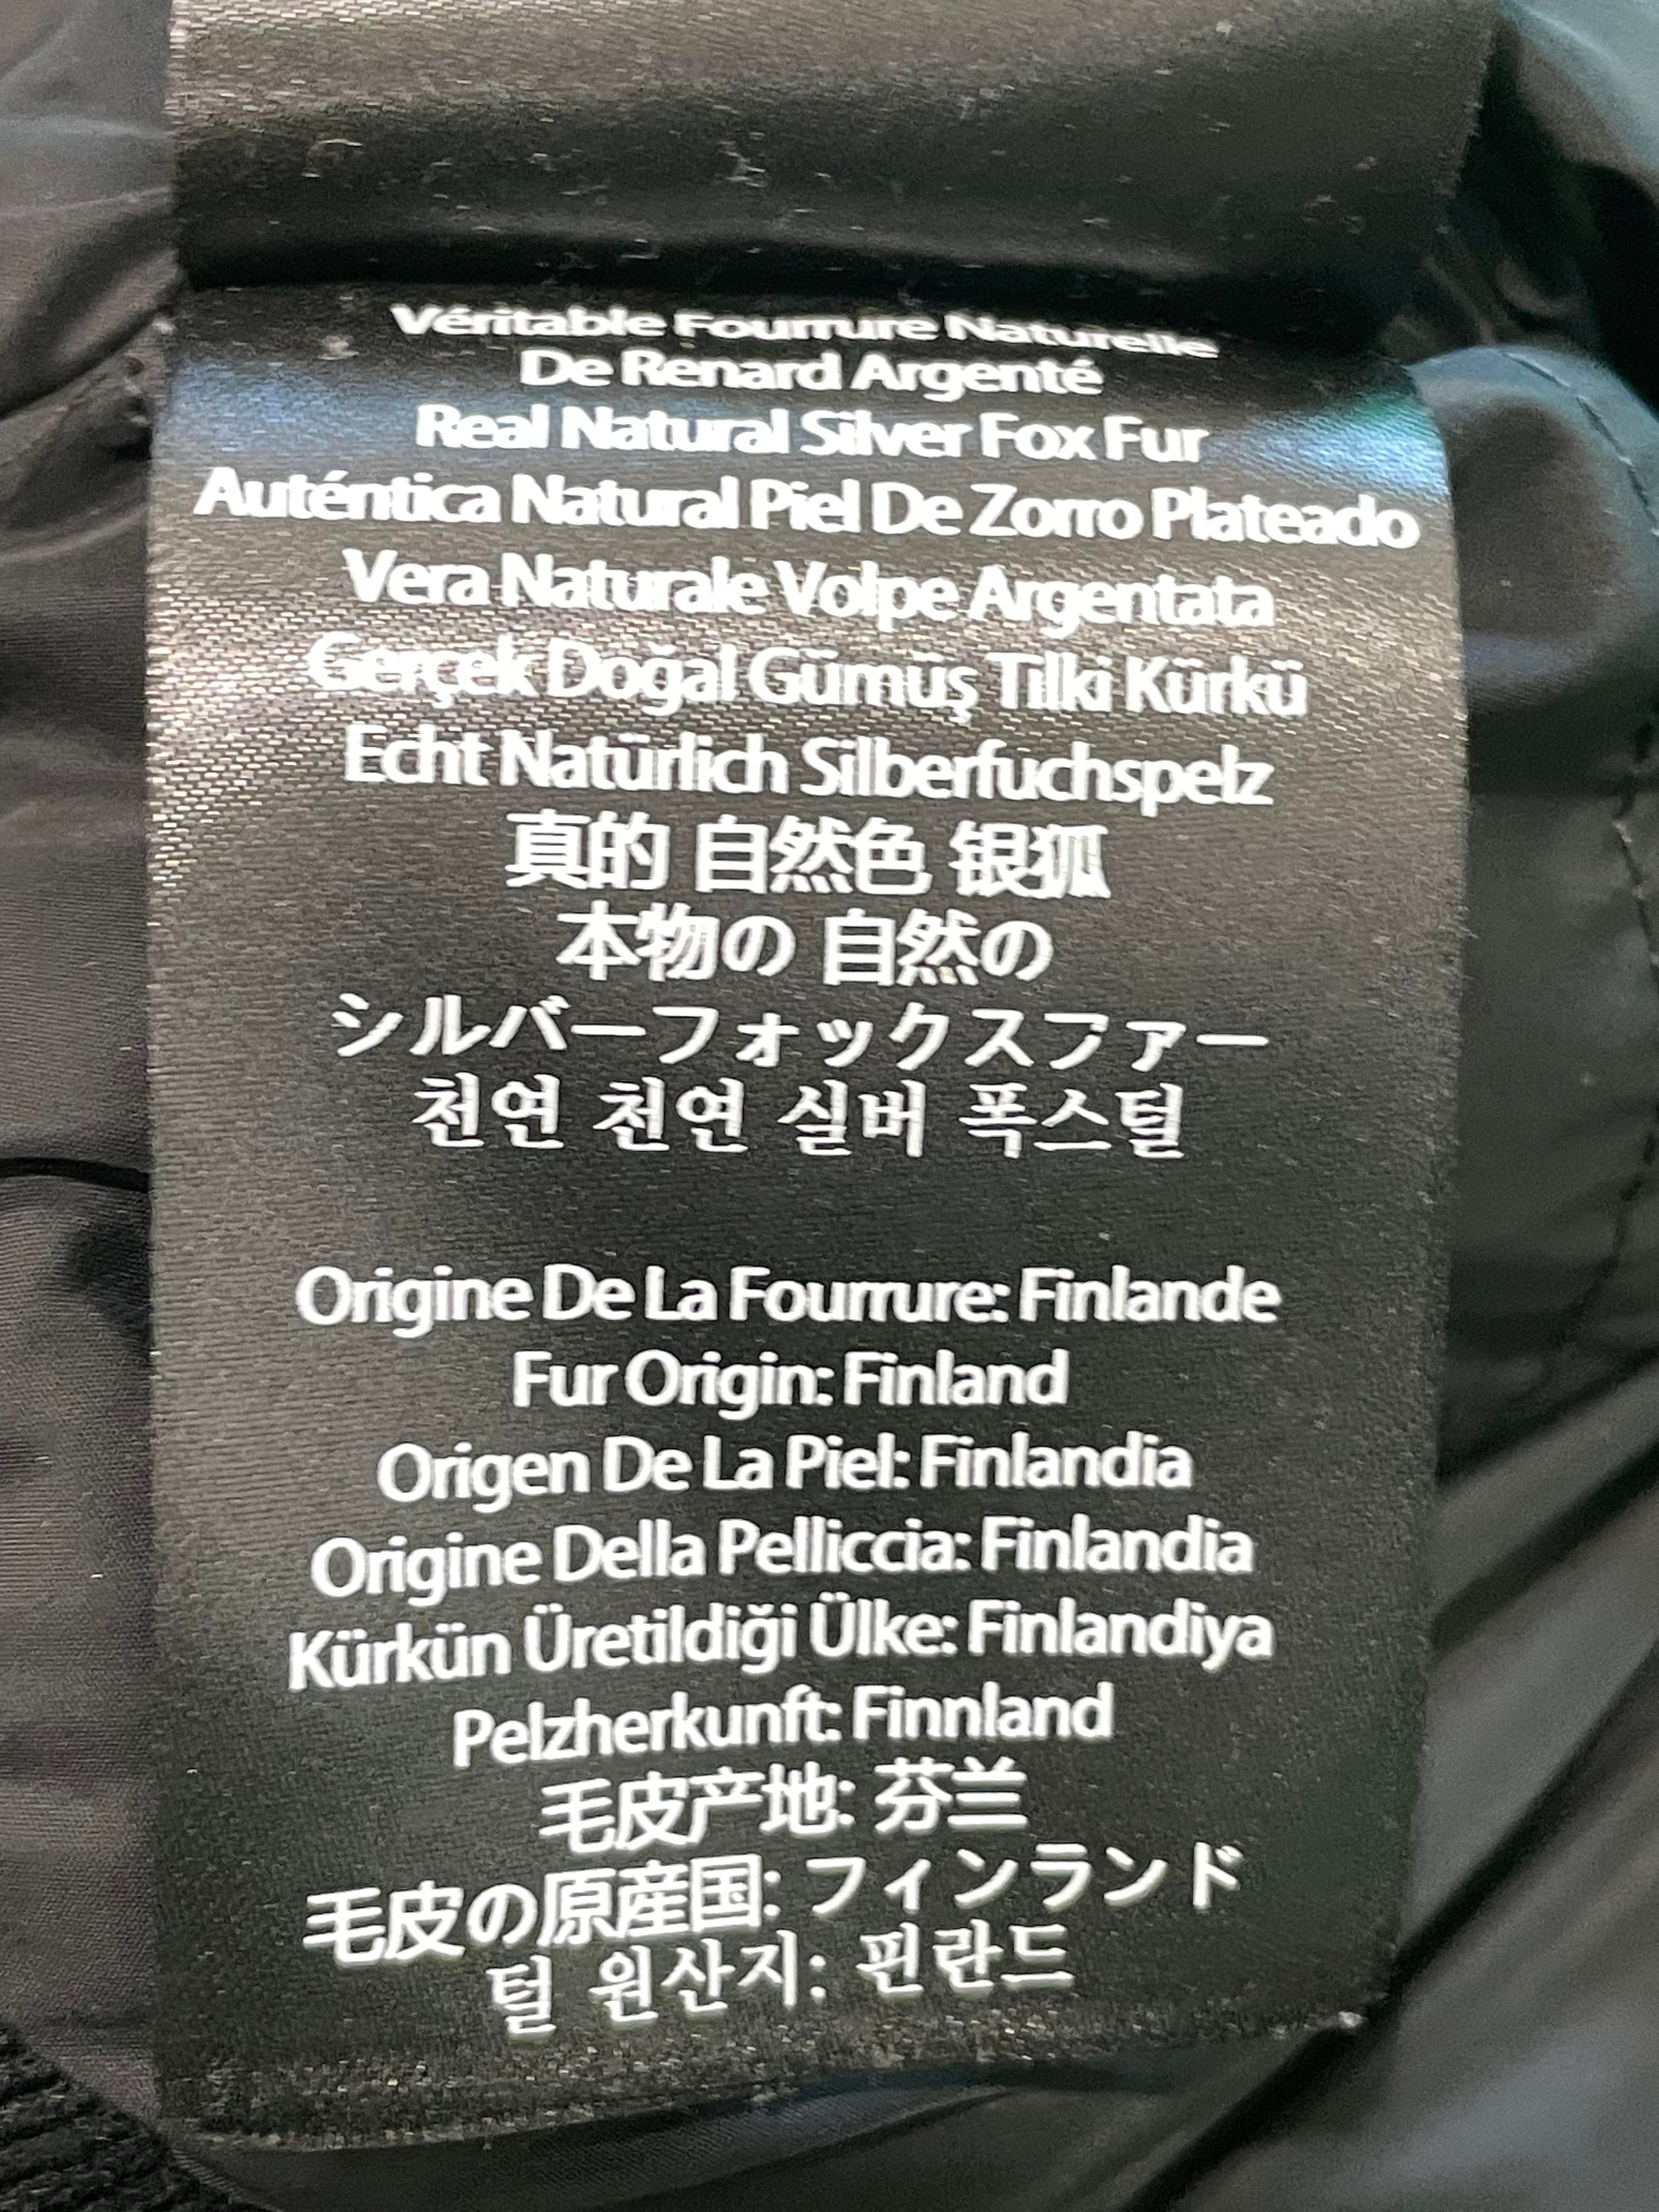 Véritable Fourrure Naturelle
De Renard Argenté
Real Natural Silver Fox Fur
Auténtica Natural Piel De Zorro Plateado
Vera Naturale Volpe Argentata
Gerçek Doğal Gümüş Tilki Kürkü
Echt Natürlich Silberfuchspelz
真的 自然色 银狐
本物の 自然の
シルバーフォックスファー
천연 천연 실버 폭스털
Origine De La Fourrure: Finlande
Fur Origin: Finland
Origen De La Piel: Finlandia
Origine Della Pelliccia: Finlandia
Kürkün Üretildiği Ülke: Finlandiya
Pelzherkunft: Finnland
毛皮产地: 芬兰
毛皮の原産国: フィンランド
털 원산지: 핀란드